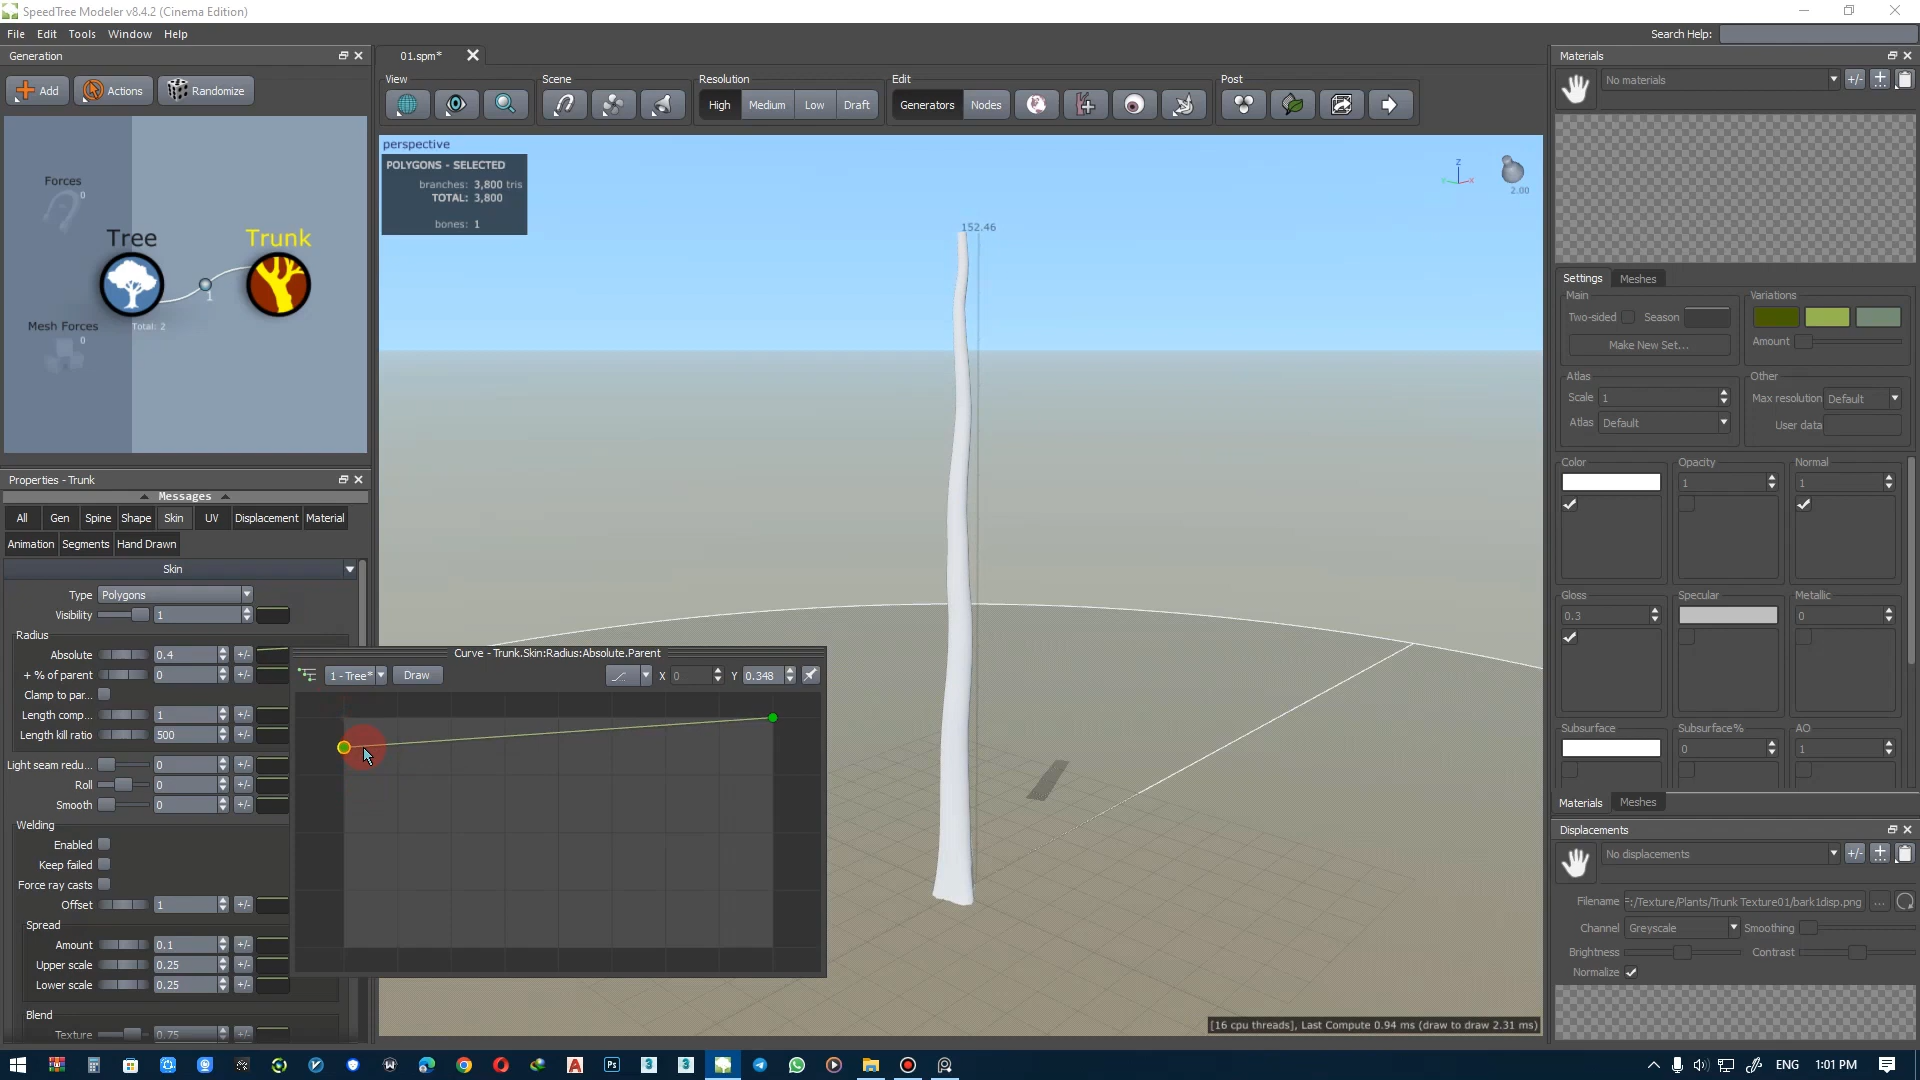 SpeedTree Modeler v8.4.2 (Cinema Edition)
File Edit Tools Window Help
Search Help:
Generation
Add Actions Randomize
Forces
0
Tree
Trunk
1
Mesh Forces
0
Total: 2
01.spm*
View Scene Resolution Edit Post
High Medium Low Draft Generators Nodes
perspective
POLYGONS - SELECTED
branches: 3,800 tris
TOTAL: 3,800
bones: 1
152.46
Z
2.00
Properties - Trunk
Messages
All Gen Spine Shape Skin UV Displacement Material
Animation Segments Hand Drawn
Skin
Type Polygons
Visibility 1
Radius
Absolute 0.4 +/-
+ % of parent 0 +/-
Clamp to par...
Length comp... 1 +/-
Length kill ratio 500 +/-
Light seam redu... 0 +/-
Roll 0 +/-
Smooth 0 +/-
Welding
Enabled
Keep failed
Force ray casts
Offset 1 +/-
Spread
Amount 0.1 +/-
Upper scale 0.25 +/-
Lower scale 0.25 +/-
Blend
Texture 0.75 +/-
Curve - Trunk.Skin:Radius:Absolute.Parent
1 - Tree* Draw X 0 Y 0.348
[16 cpu threads], Last Compute 0.94 ms (draw to draw 2.31 ms)
Materials
No materials +/-
Settings Meshes
Main
Two-sided Season
Make New Set...
Variations
Amount
Atlas
Scale 1
Atlas Default
Other
Max resolution Default
User data
Color Opacity Normal
1 1
Gloss Specular Metallic
0.3 0
Subsurface Subsurface% AO
0 1
Materials Meshes
Displacements
No displacements +/-
Filename F:/Texture/Plants/Trunk Texture01/bark1disp.png ...
Channel Greyscale Smoothing
Brightness Contrast
Normalize
ENG 1:01 PM